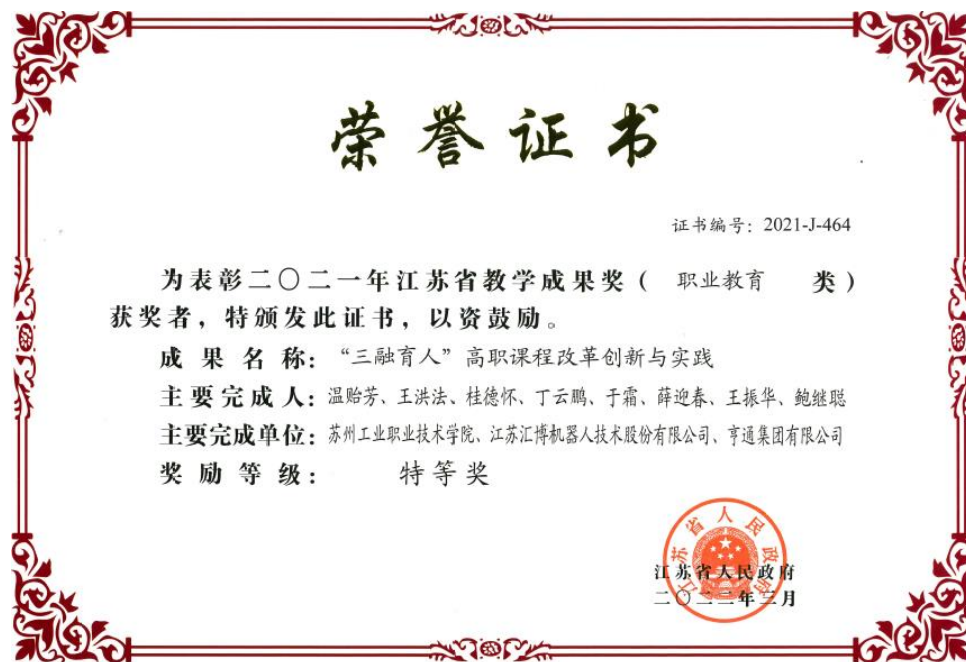 荣誉证书
证书编号：2021-J-464
为表彰二〇二一年江苏省教学成果奖（ 职业教育 类）
获奖者，特颁发此证书，以资鼓励。
成果名称：“三融育人”高职课程改革创新与实践
主要完成人：温贻芳、王洪法、桂德怀、丁云鹏、于霜、薛迎春、王振华、鲍继聪
主要完成单位：苏州工业职业技术学院、江苏汇博机器人技术股份有限公司、亨通集团有限公司
奖励等级： 特等奖
江苏省人民政府
江苏省人民政府
二〇二二年三月